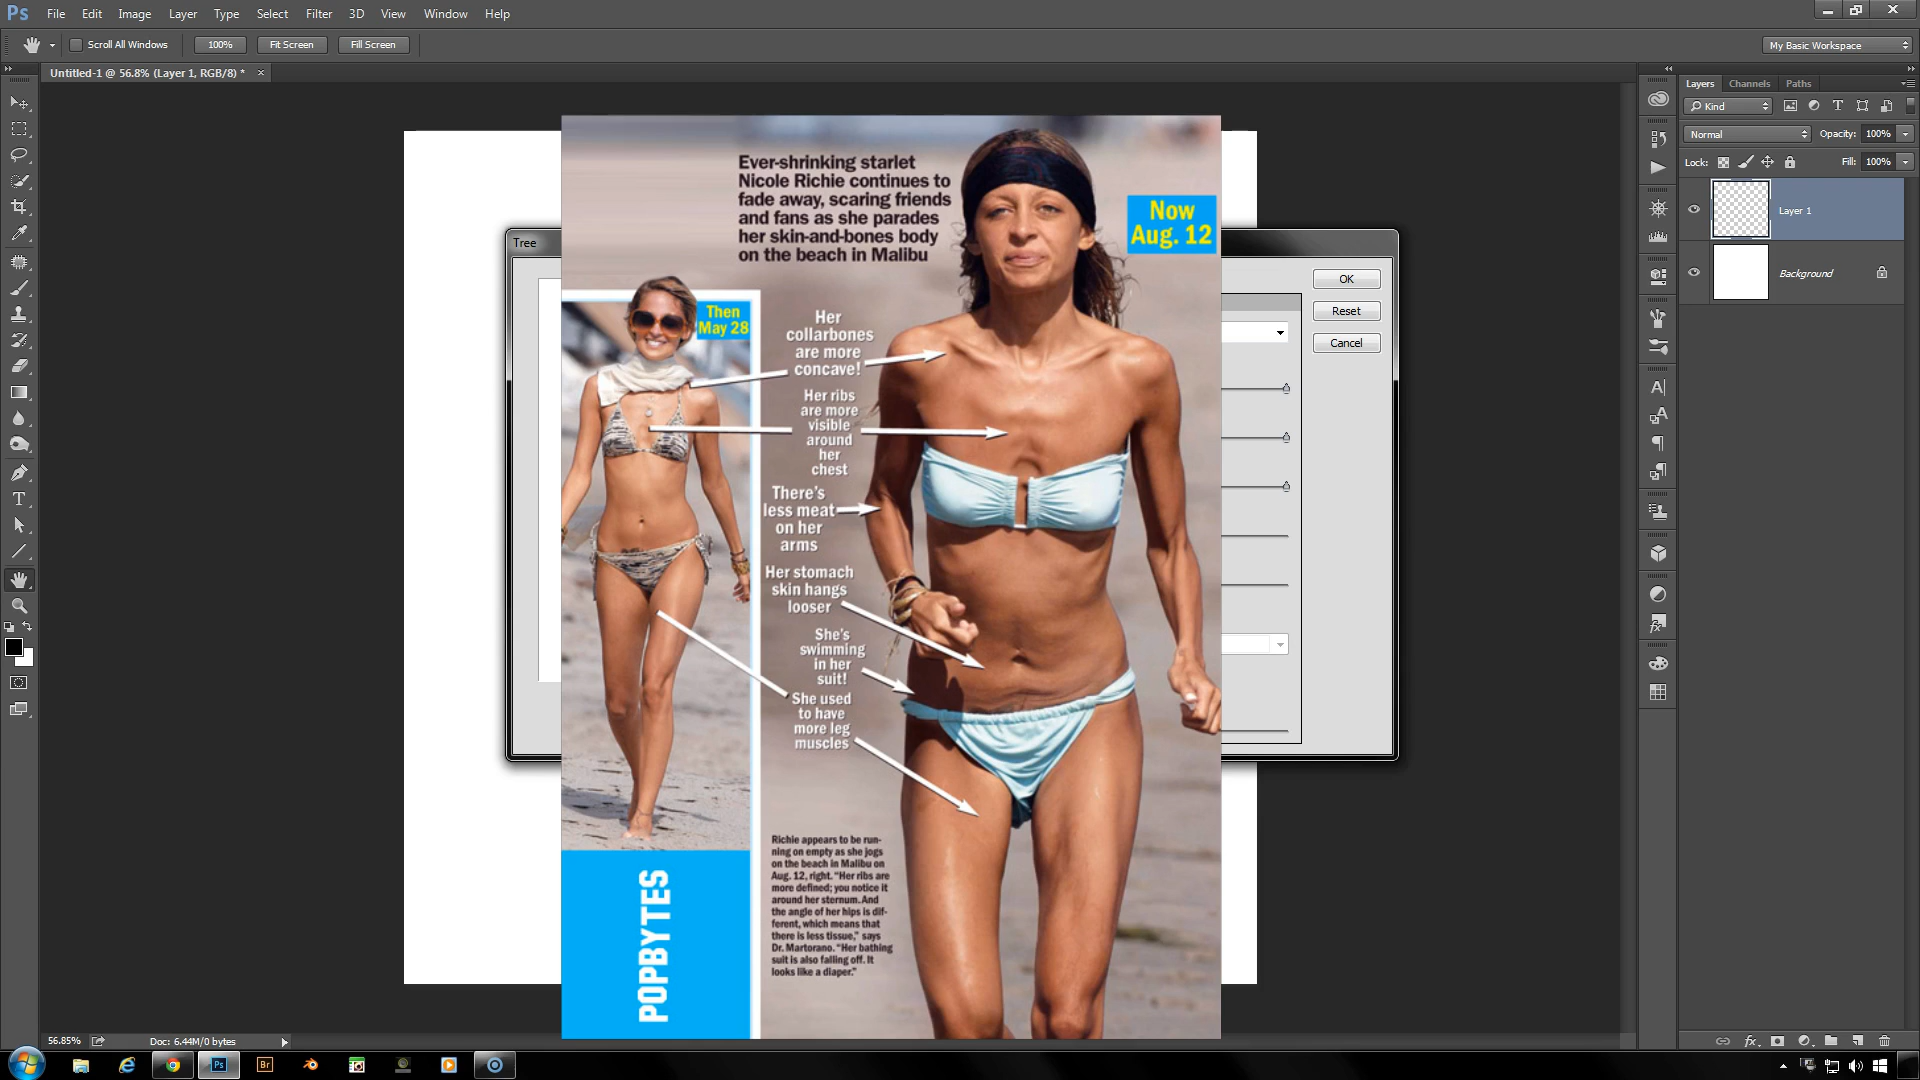 Ps File Edit Image Layer Type Select Filter 3D View Window Help
Scroll All Windows 100% Fit Screen Fill Screen My Basic Workspace
Untitled-1 @ 56.8% (Layer 1, RGB/8) *
Layers Channels Paths
Kind
Normal Opacity: 100%
Lock: Fill: 100%
Layer 1
Background
Tree
OK
Reset
Cancel
Ever-shrinking starlet
Nicole Richie continues to
fade away, scaring friends
and fans as she parades
her skin-and-bones body
on the beach in Malibu
Now
Aug. 12
Then
May 28
Her
collarbones
are more
concave!
Her ribs
are more
visible
around
her
chest
There's
less meat
on her
arms
Her stomach
skin hangs
looser
She's
swimming
in her
suit!
She used
to have
more leg
muscles
Richie appears to be run-
ning on empty as she jogs
on the beach in Malibu on
Aug. 12, right. "Her ribs are
more defined; you notice it
around her sternum. And
the angle of her hips is dif-
ferent, which means that
there is less tissue," says
Dr. Martorano. "Her bathing
suit is also falling off. It
looks like a diaper."
POPBYTES
56.85% Doc: 6.44M/0 bytes
Ps Br